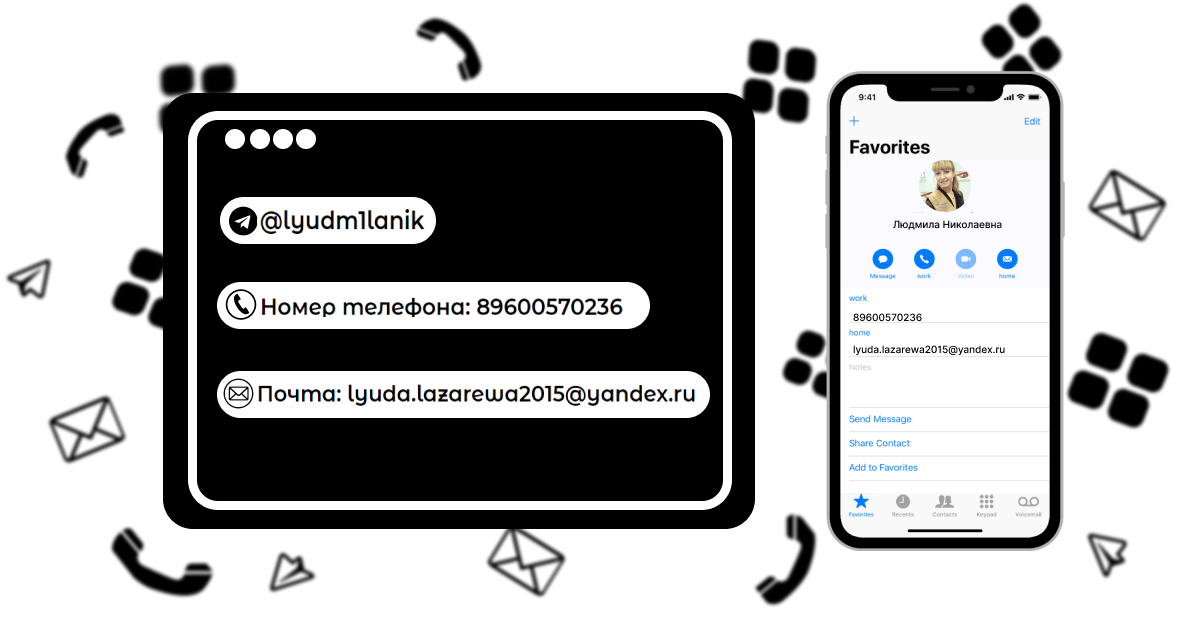 @lyudm1lanik
Номер телефона: 89600570236
Почта: lyuda.lazarewa2015@yandex.ru
9:41
Edit
Favorites
Людмила Николаевна
Message work Video home
work
89600570236
home
lyuda.lazarewa2015@yandex.ru
Notes
Send Message
Share Contact
Add to Favorites
Favorites Recents Contacts Keypad Voicemail